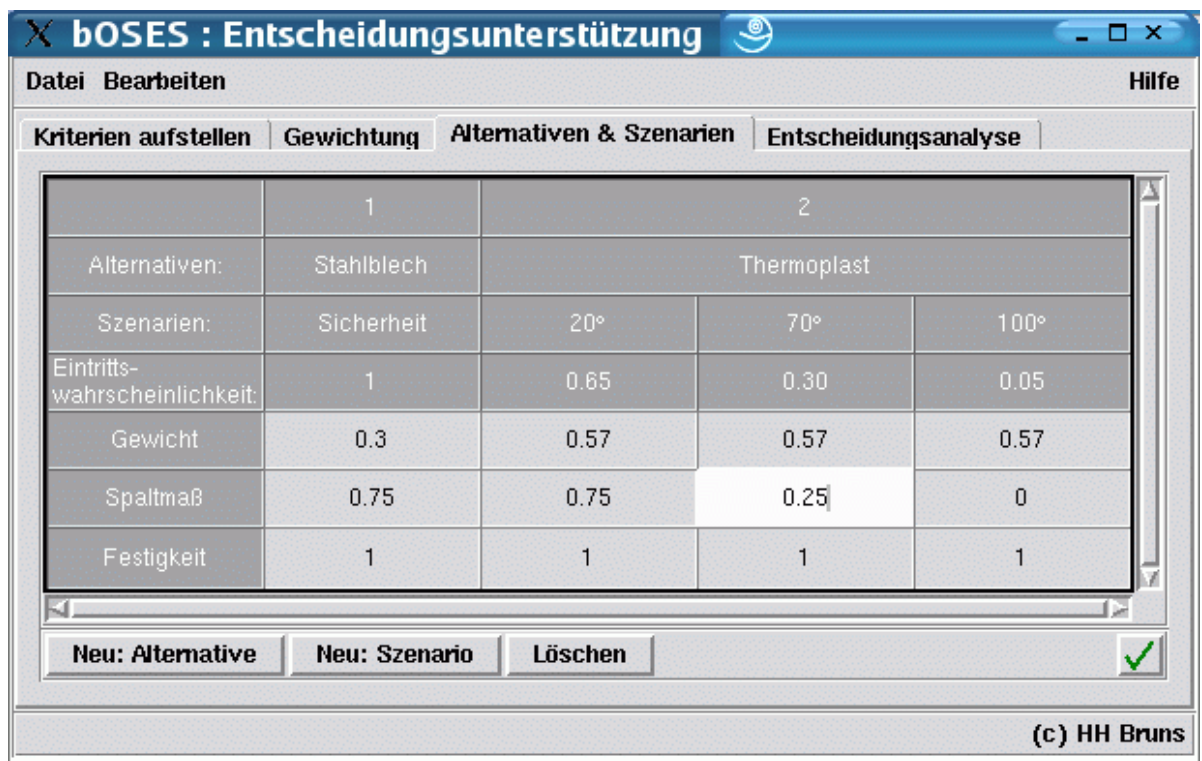 X bOSES : Entscheidungsunterstützung
Datei Bearbeiten Hilfe
Kriterien aufstellen Gewichtung Alternativen & Szenarien Entscheidungsanalyse
1 2
Alternativen: Stahlblech Thermoplast
Szenarien: Sicherheit 20° 70° 100°
Eintritts-
wahrscheinlichkeit: 1 0.65 0.30 0.05
Gewicht 0.3 0.57 0.57 0.57
Spaltmaß 0.75 0.75 0.25 0
Festigkeit 1 1 1 1
Neu: Alternative Neu: Szenario Löschen
(c) HH Bruns